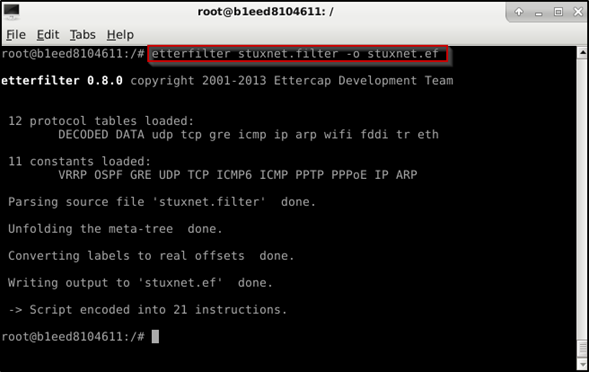 root@b1eed8104611: /
File Edit Tabs Help
root@b1eed8104611:/# etterfilter stuxnet.filter -o stuxnet.ef
etterfilter 0.8.0 copyright 2001-2013 Ettercap Development Team
12 protocol tables loaded:
DECODED DATA udp tcp gre icmp ip arp wifi fddi tr eth
11 constants loaded:
VRRP OSPF GRE UDP TCP ICMP6 ICMP PPTP PPPoE IP ARP
Parsing source file 'stuxnet.filter'  done.
Unfolding the meta-tree  done.
Converting labels to real offsets  done.
Writing output to 'stuxnet.ef'  done.
-> Script encoded into 21 instructions.
root@b1eed8104611:/#